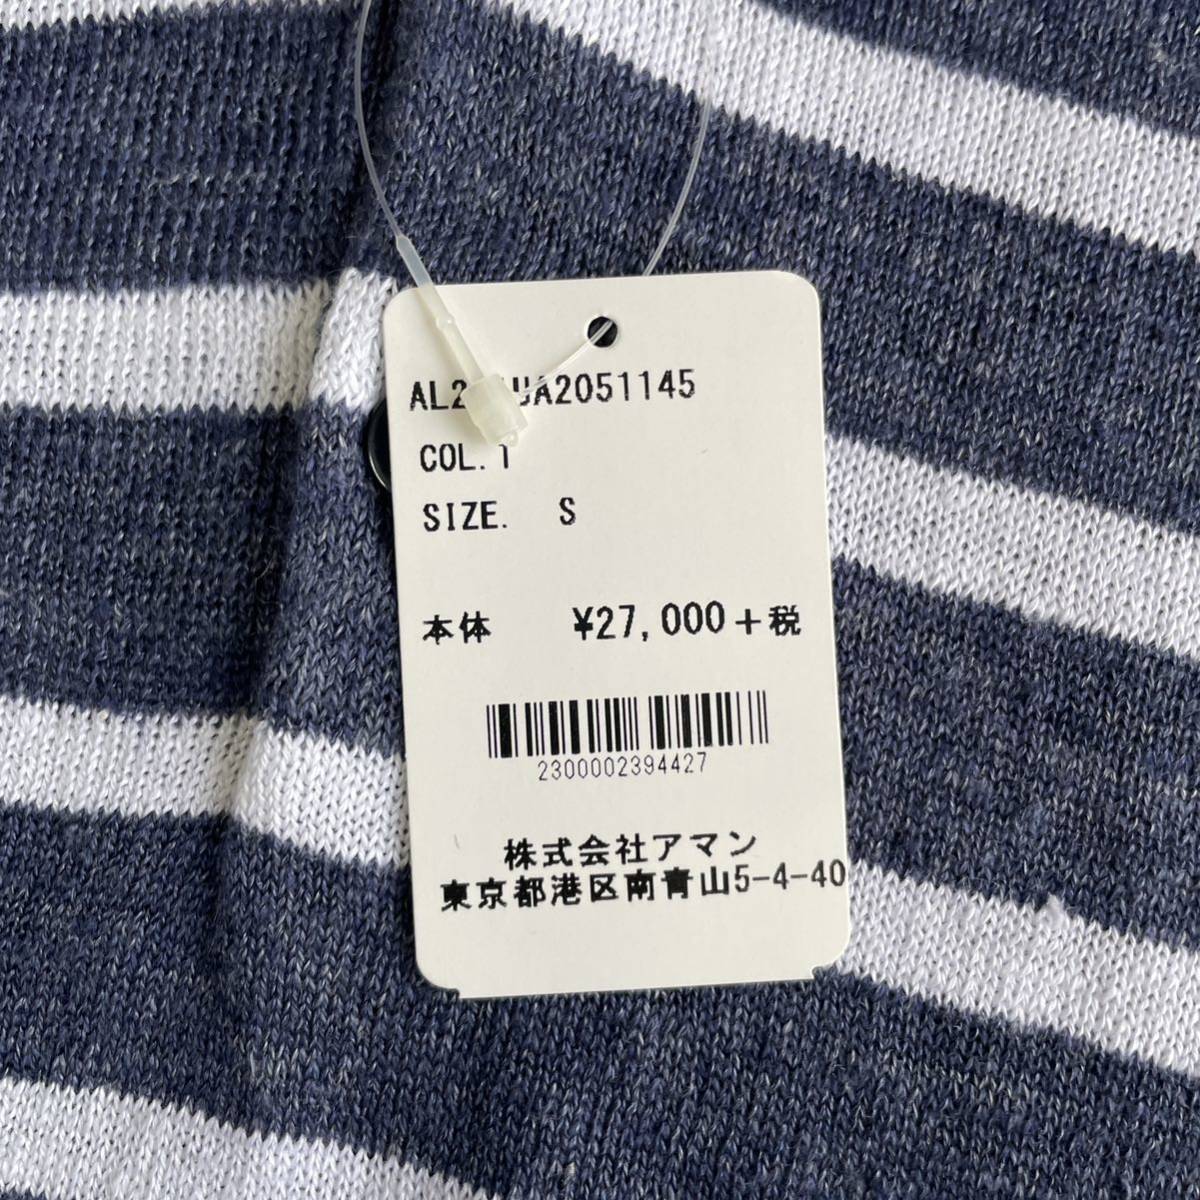 COL.1
SIZE. S
本体 ¥27,000+税
2300002394427
株式会社アマン
東京都港区南青山5-4-40